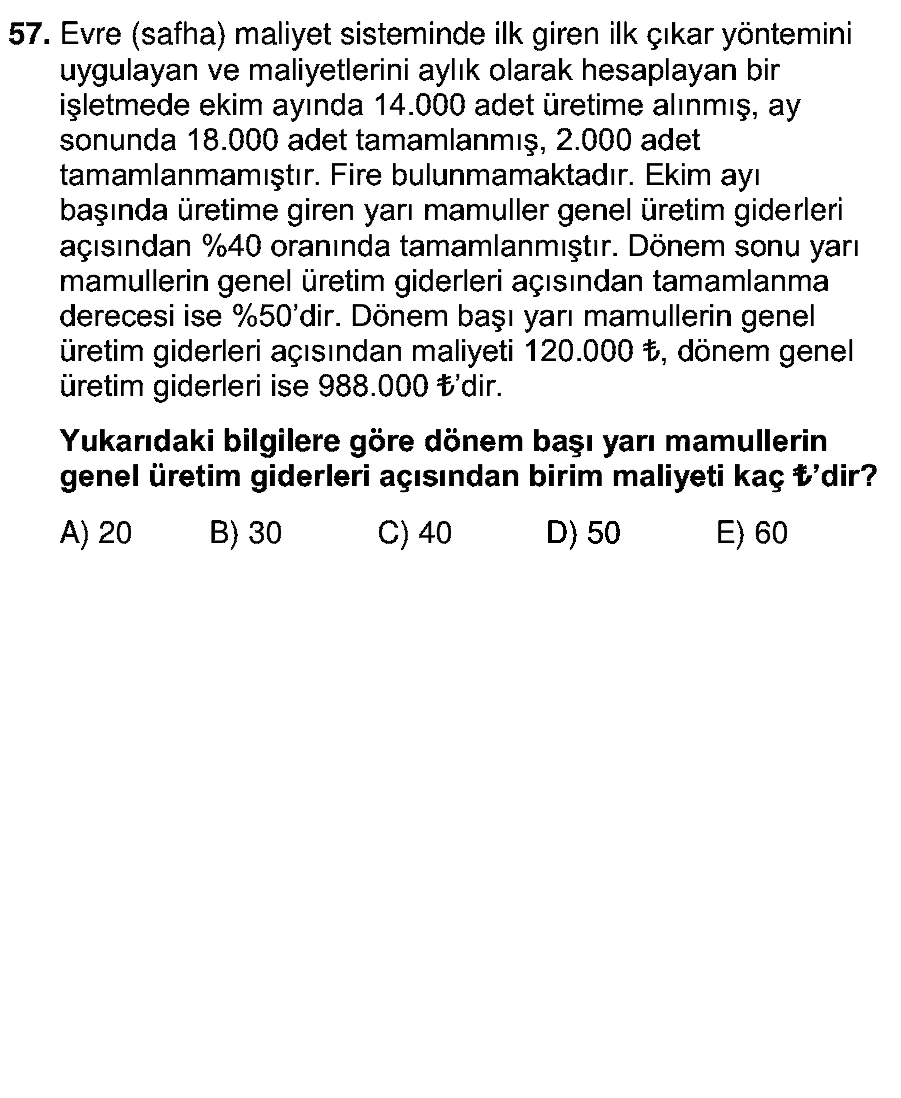 57. Evre (safha) maliyet sisteminde ilk giren ilk çıkar yöntemini
uygulayan ve maliyetlerini aylık olarak hesaplayan bir
işletmede ekim ayında 14.000 adet üretime alınmış, ay
sonunda 18.000 adet tamamlanmış, 2.000 adet
tamamlanmamıştır. Fire bulunmamaktadır. Ekim ayı
başında üretime giren yarı mamuller genel üretim giderleri
açısından %40 oranında tamamlanmıştır. Dönem sonu yarı
mamullerin genel üretim giderleri açısından tamamlanma
derecesi ise %50’dir. Dönem başı yarı mamullerin genel
üretim giderleri açısından maliyeti 120.000 ₺, dönem genel
üretim giderleri ise 988.000 ₺’dir.
Yukarıdaki bilgilere göre dönem başı yarı mamullerin
genel üretim giderleri açısından birim maliyeti kaç ₺’dir?
A) 20 B) 30 C) 40 D) 50 E) 60